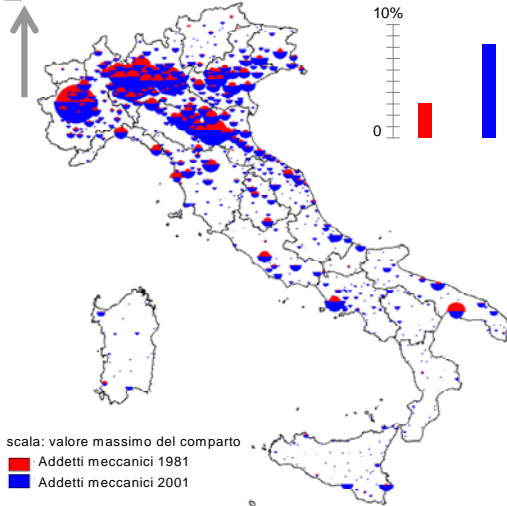 10%
0
scala: valore massimo del comparto
Addetti meccanici 1981
Addetti meccanici 2001